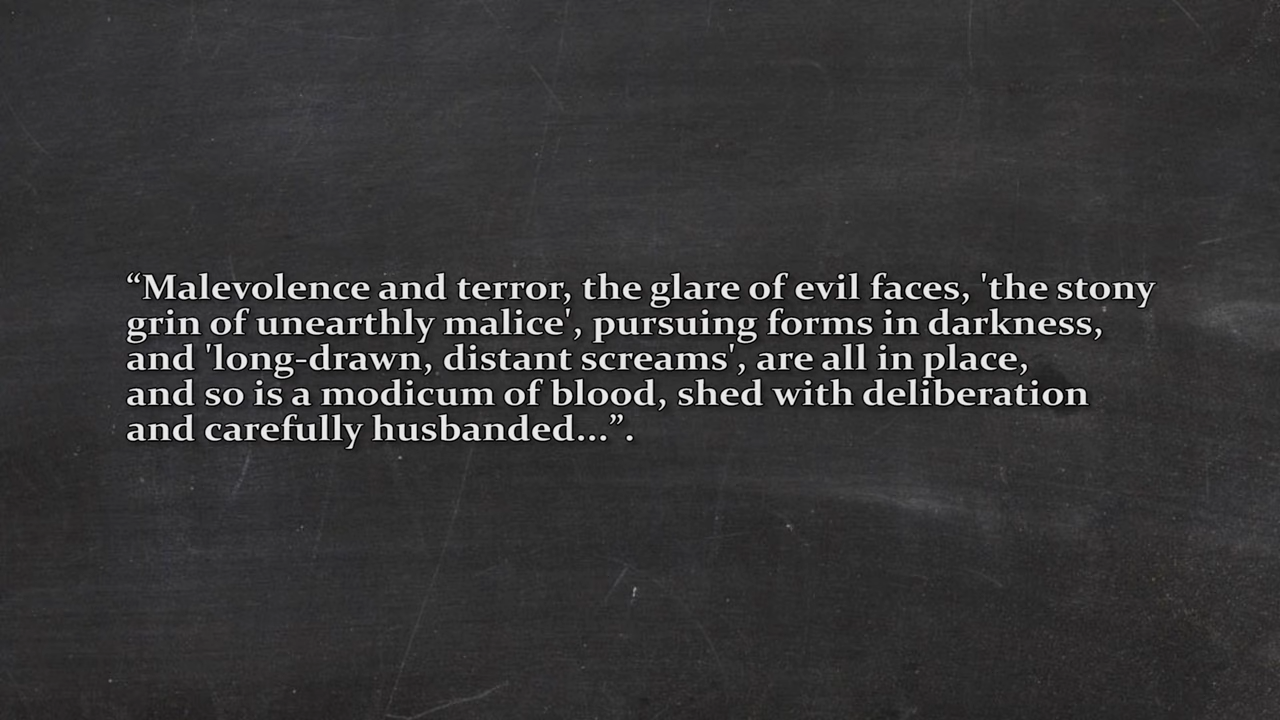 “Malevolence and terror, the glare of evil faces, 'the stony
grin of unearthly malice', pursuing forms in darkness,
and 'long-drawn, distant screams', are all in place,
and so is a modicum of blood, shed with deliberation
and carefully husbanded...”.